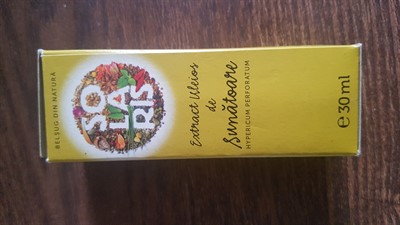 BELȘUG DIN NATURĂ
SO
LA
RIS
Extract Uleios
de
Sunătoare
HYPERICUM PERFORATUM
e 30 ml